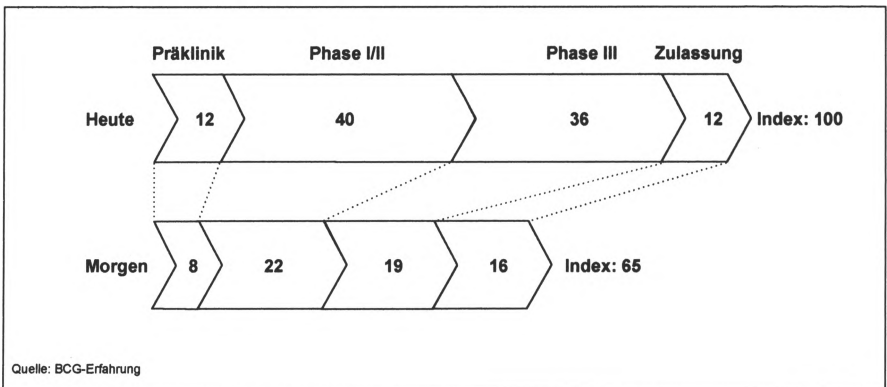 Präklinik Phase I/II Phase III Zulassung
Heute 12 40 36 12 Index: 100
Morgen 8 22 19 16 Index: 65
Quelle: BCG-Erfahrung